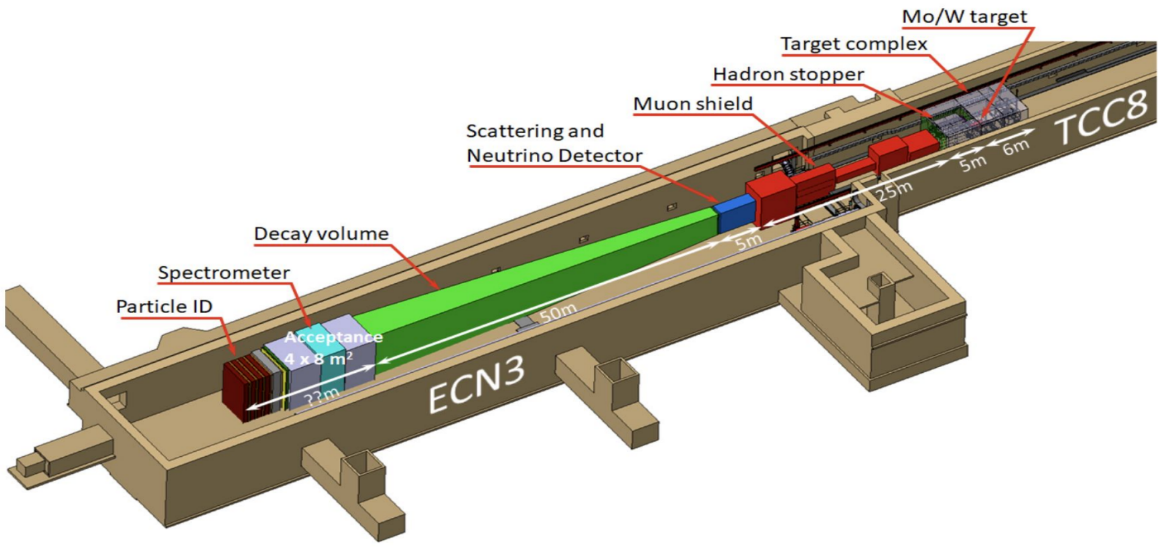 Mo/W target
Target complex
Hadron stopper
Muon shield
Scattering and
Neutrino Detector
TCC8
6m
5m
25m
5m
Decay volume
Spectrometer
Particle ID
50m
Acceptance
4 x 8 m²
??m
ECN3